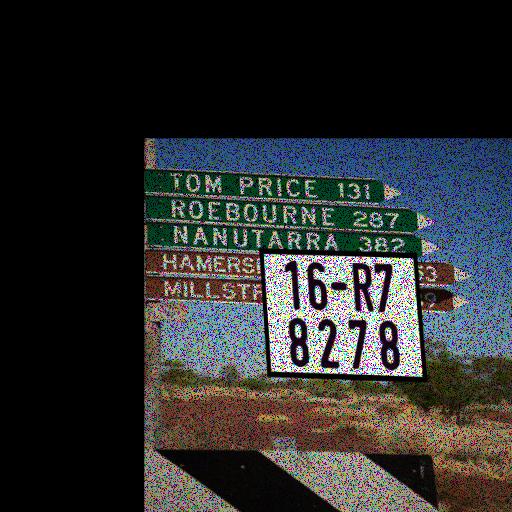 TOM PRICE 131
ROEBOURNE 287
NANUTARRA 382
16-R7
8278